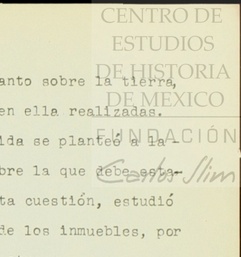 CENTRO DE
ESTUDIOS
DE HISTORIA
DE MEXICO
FUNDACIÓN
Carlos Slim
anto sobre la tierra,
en ella realizadas.
ida se planteó a la-
bre la que debe esta-
ta cuestión, estudió
de los inmuebles, por